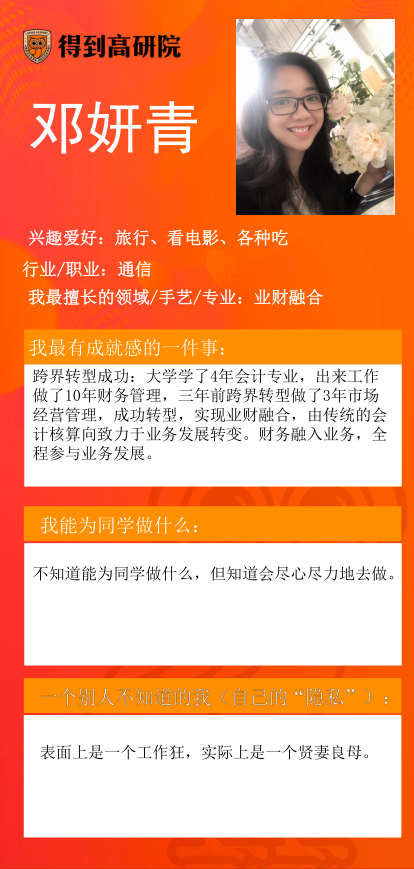 得到高研院
邓妍青
兴趣爱好：旅行、看电影、各种吃
行业/职业：通信
我最擅长的领域/手艺/专业：业财融合
我最有成就感的一件事：
跨界转型成功：大学学了4年会计专业，出来工作
做了10年财务管理，三年前跨界转型做了3年市场
经营管理，成功转型，实现业财融合，由传统的会
计核算向致力于业务发展转变。财务融入业务，全
程参与业务发展。
我能为同学做什么：
不知道能为同学做什么，但知道会尽心尽力地去做。
一个别人不知道的我（自己的“隐私”）：
表面上是一个工作狂，实际上是一个贤妻良母。